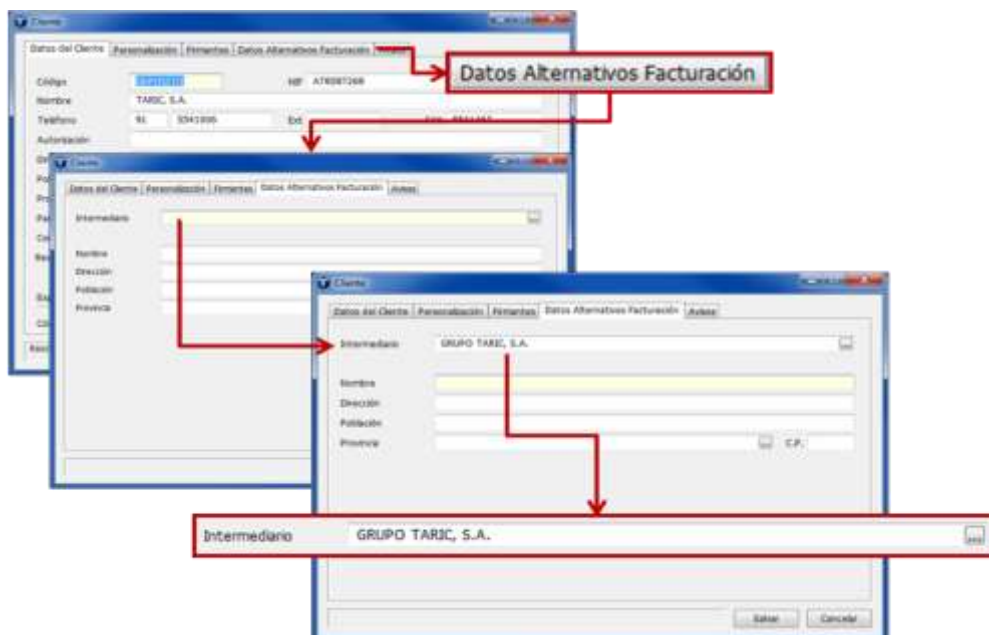 Cliente
Datos del Cliente Personalización Firmantes Datos Alternativos Facturación
Datos Alternativos Facturación
Código NIF
Nombre TARIC, S.A.
Teléfono 91 Ext
Autorización
Cliente
Datos del Cliente Personalización Firmantes Datos Alternativos Facturación Avisos
Intermediario
Nombre
Dirección
Población
Provincia
Cliente
Datos del Cliente Personalización Firmantes Datos Alternativos Facturación Avisos
Intermediario GRUPO TARIC, S.A.
Nombre
Dirección
Población
Provincia C.P.
Intermediario GRUPO TARIC, S.A.
Cancelar